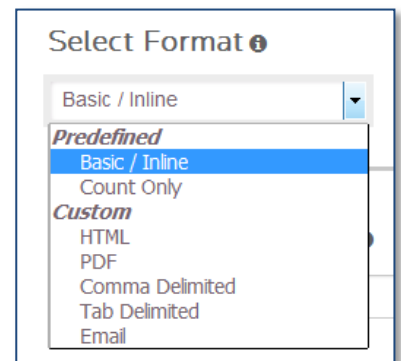 Select Format
Basic / Inline
Predefined
Basic / Inline
Count Only
Custom
HTML
PDF
Comma Delimited
Tab Delimited
Email